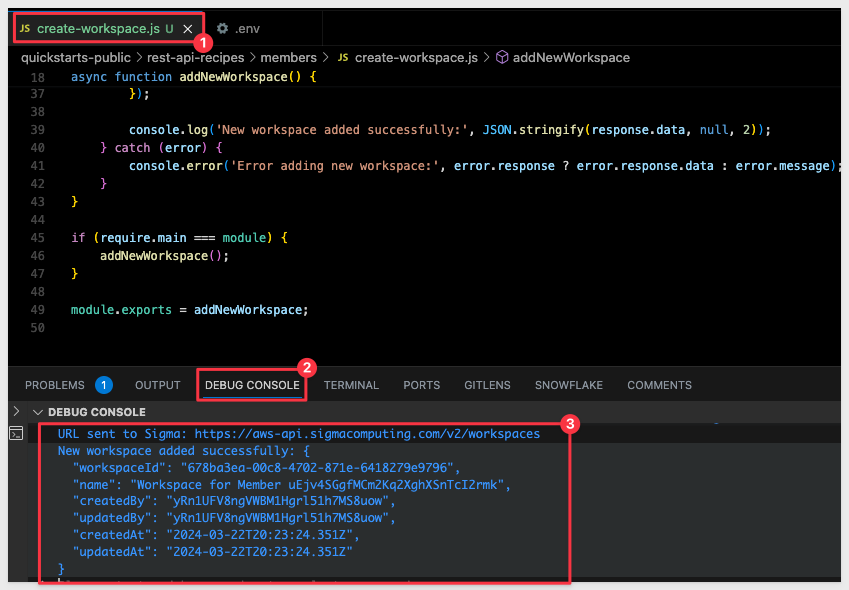 JS create-workspace.js U × .env
1
quickstarts-public > rest-api-recipes > members > JS create-workspace.js > addNewWorkspace
18 async function addNewWorkspace() {
37 });
38
39 console.log('New workspace added successfully:', JSON.stringify(response.data, null, 2));
40 } catch (error) {
41 console.error('Error adding new workspace:', error.response ? error.response.data : error.message);
42 }
43 }
44
45 if (require.main === module) {
46 addNewWorkspace();
47 }
48
49 module.exports = addNewWorkspace;
50
2
PROBLEMS 1 OUTPUT DEBUG CONSOLE TERMINAL PORTS GITLENS SNOWFLAKE COMMENTS
DEBUG CONSOLE
3
URL sent to Sigma: https://aws-api.sigmacomputing.com/v2/workspaces
New workspace added successfully: {
"workspaceId": "678ba3ea-00c8-4702-871e-6418279e9796",
"name": "Workspace for Member uEjv4SGgfMCm2Kq2XghXSnTcI2rmk",
"createdBy": "yRn1UFV8ngVWBM1Hgrl51h7MS8uow",
"updatedBy": "yRn1UFV8ngVWBM1Hgrl51h7MS8uow",
"createdAt": "2024-03-22T20:23:24.351Z",
"updatedAt": "2024-03-22T20:23:24.351Z"
}